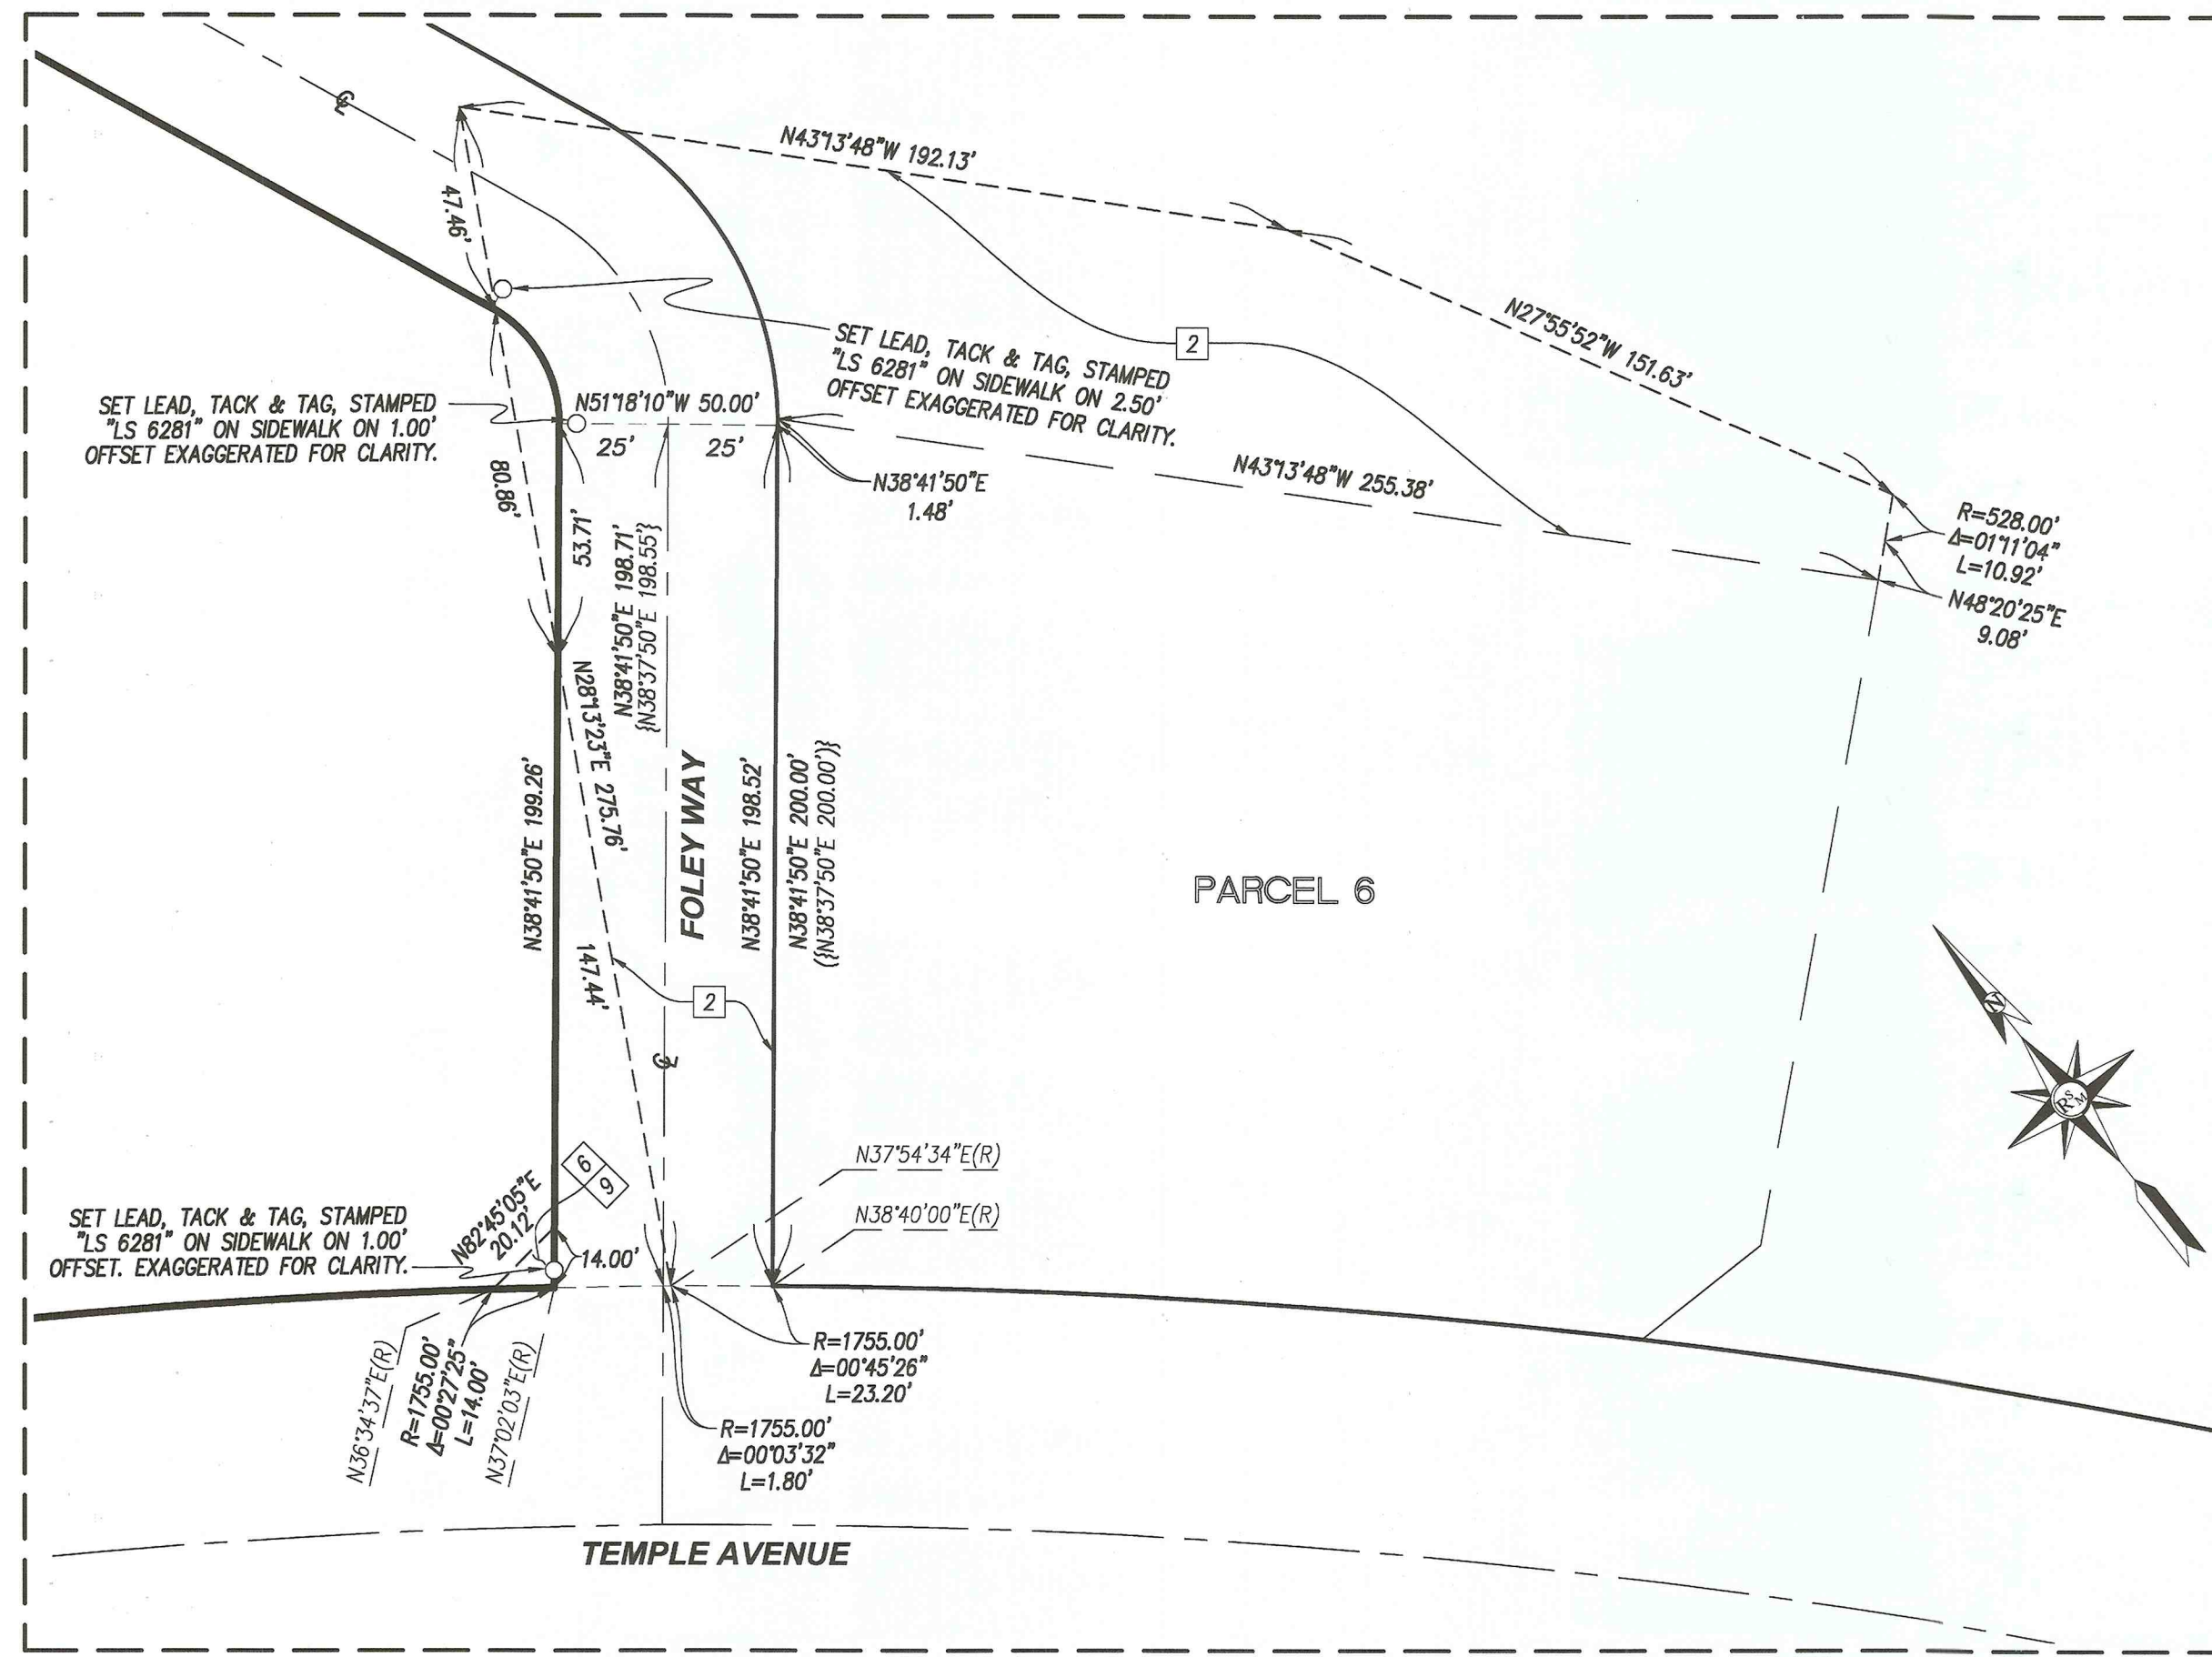 ℄
N43°13'48"W 192.13'
47.46'
N27°55'52"W 151.63'
2
SET LEAD, TACK & TAG, STAMPED
"LS 6281" ON SIDEWALK ON 2.50'
OFFSET EXAGGERATED FOR CLARITY.
SET LEAD, TACK & TAG, STAMPED
"LS 6281" ON SIDEWALK ON 1.00'
OFFSET EXAGGERATED FOR CLARITY.
N51°18'10"W 50.00'
25'
25'
N38°41'50"E
1.48'
N43°13'48"W 255.38'
R=528.00'
Δ=01°11'04"
L=10.92'
N48°20'25"E
9.08'
80.86'
53.71'
N38°41'50"E 198.71'
{N38°37'50"E 198.55'}
N28°13'23"E 275.76'
N38°41'50"E 199.26'
FOLEY WAY
N38°41'50"E 198.52'
N38°41'50"E 200.00'
({N38°37'50"E 200.00'})
PARCEL 6
147.44'
2
℄
N
RSM
N37°54'34"E(R)
N38°40'00"E(R)
6
9
N82°45'05"E
20.12'
14.00'
SET LEAD, TACK & TAG, STAMPED
"LS 6281" ON SIDEWALK ON 1.00'
OFFSET. EXAGGERATED FOR CLARITY.
N36°34'37"E(R)
R=1755.00'
Δ=00°27'25"
L=14.00'
N37°02'03"E(R)
R=1755.00'
Δ=00°45'26"
L=23.20'
R=1755.00'
Δ=00°03'32"
L=1.80'
TEMPLE AVENUE